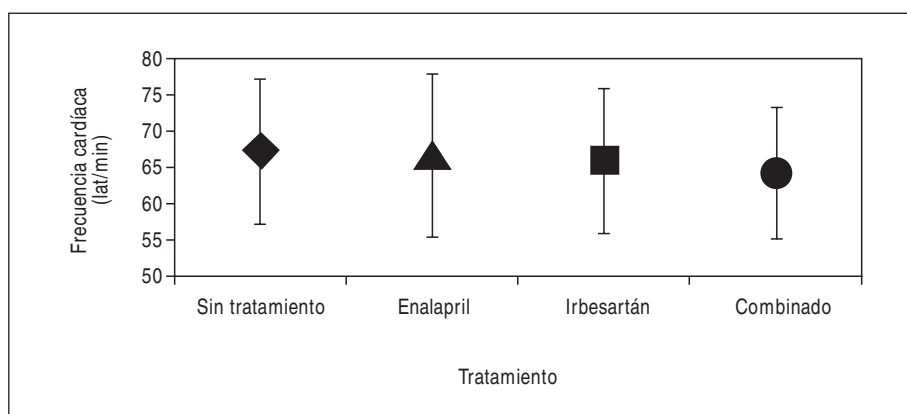 Frecuencia cardíaca
(lat/min)
80
75
70
65
60
55
50
Sin tratamiento Enalapril Irbesartán Combinado
Tratamiento